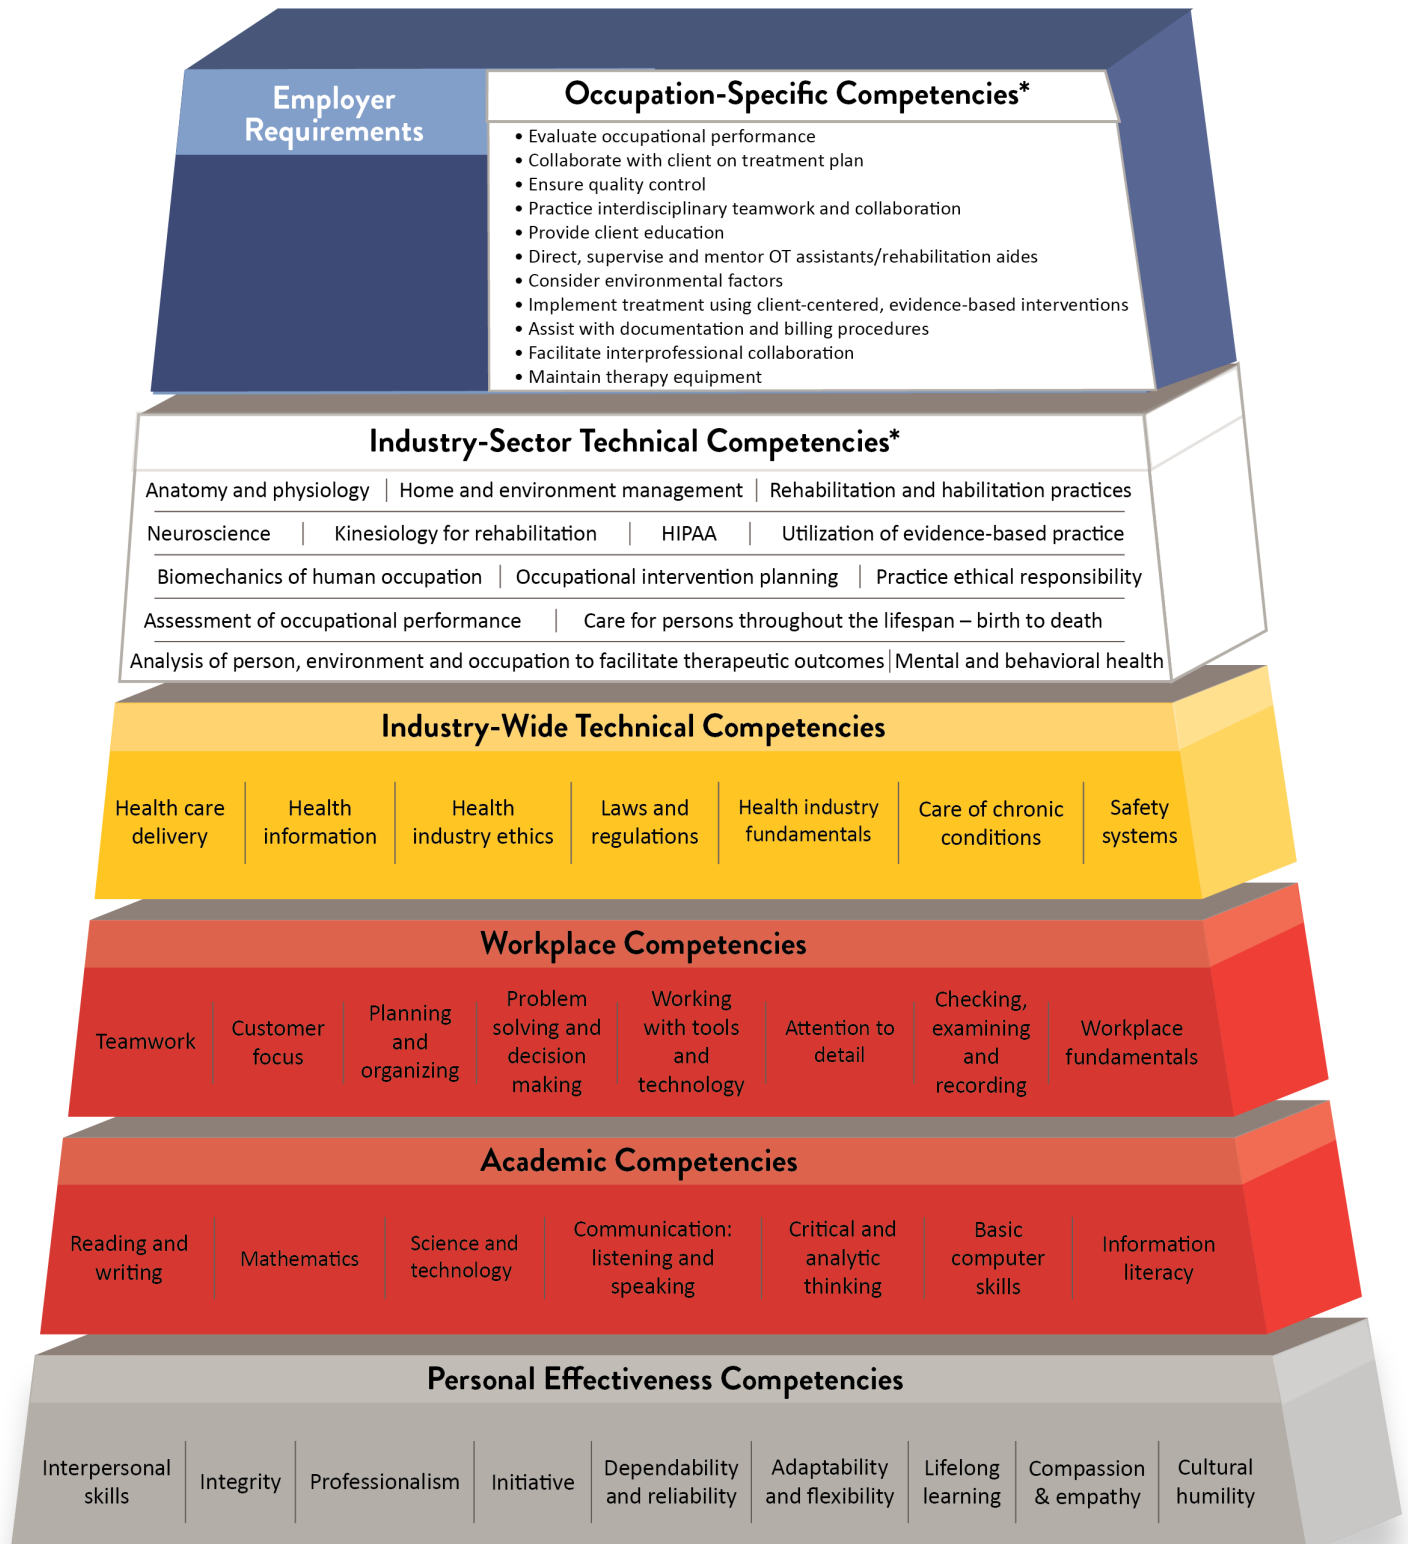 Employer
Requirements
Occupation-Specific Competencies*
• Evaluate occupational performance
• Collaborate with client on treatment plan
• Ensure quality control
• Practice interdisciplinary teamwork and collaboration
• Provide client education
• Direct, supervise and mentor OT assistants/rehabilitation aides
• Consider environmental factors
• Implement treatment using client-centered, evidence-based interventions
• Assist with documentation and billing procedures
• Facilitate interprofessional collaboration
• Maintain therapy equipment
Industry-Sector Technical Competencies*
Anatomy and physiology | Home and environment management | Rehabilitation and habilitation practices
Neuroscience | Kinesiology for rehabilitation | HIPAA | Utilization of evidence-based practice
Biomechanics of human occupation | Occupational intervention planning | Practice ethical responsibility
Assessment of occupational performance | Care for persons throughout the lifespan – birth to death
Analysis of person, environment and occupation to facilitate therapeutic outcomes | Mental and behavioral health
Industry-Wide Technical Competencies
Health care
delivery
Health
information
Health
industry ethics
Laws and
regulations
Health industry
fundamentals
Care of chronic
conditions
Safety
systems
Workplace Competencies
Teamwork
Customer
focus
Planning
and
organizing
Problem
solving and
decision
making
Working
with tools
and
technology
Attention to
detail
Checking,
examining
and
recording
Workplace
fundamentals
Academic Competencies
Reading and
writing
Mathematics
Science and
technology
Communication:
listening and
speaking
Critical and
analytic
thinking
Basic
computer
skills
Information
literacy
Personal Effectiveness Competencies
Interpersonal
skills
Integrity
Professionalism
Initiative
Dependability
and reliability
Adaptability
and flexibility
Lifelong
learning
Compassion
& empathy
Cultural
humility